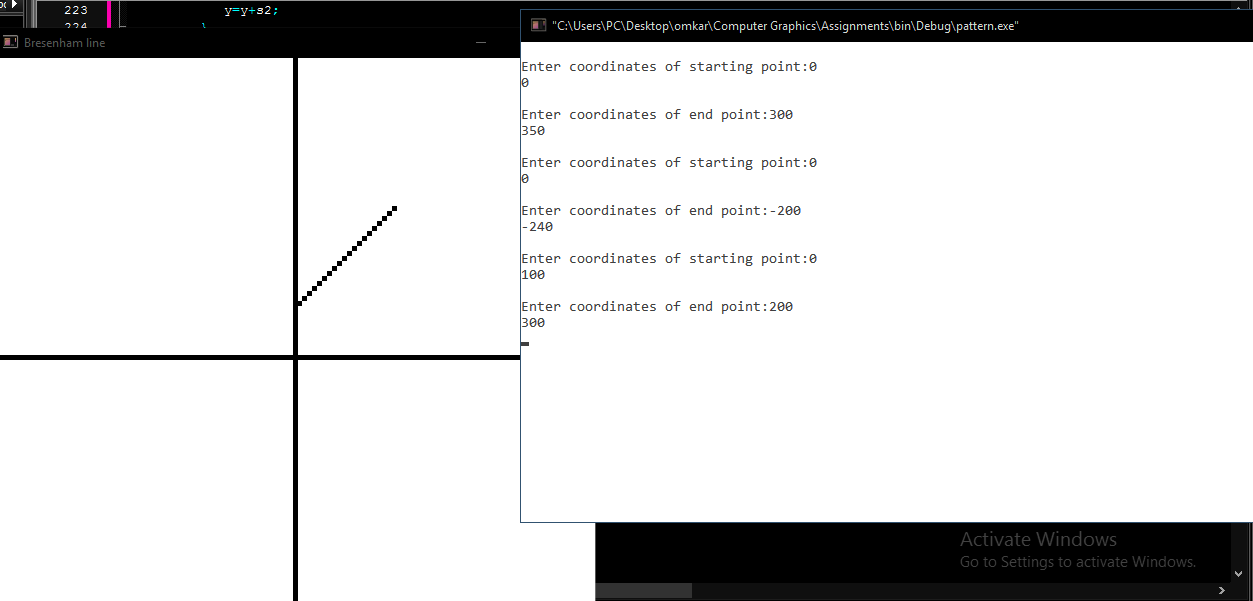 223 y=y+s2;
224 }
Bresenham line
"C:\Users\PC\Desktop\omkar\Computer Graphics\Assignments\bin\Debug\pattern.exe"
Enter coordinates of starting point:0
0
Enter coordinates of end point:300
350
Enter coordinates of starting point:0
0
Enter coordinates of end point:-200
-240
Enter coordinates of starting point:0
100
Enter coordinates of end point:200
300
Activate Windows
Go to Settings to activate Windows.